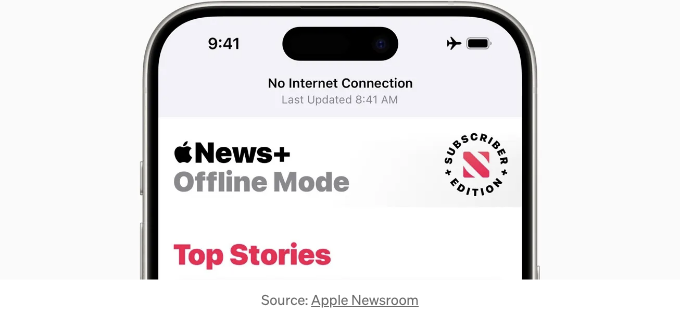 9:41
No Internet Connection
Last Updated 8:41 AM
News+
Offline Mode
SUBSCRIBER
EDITION
Top Stories
Source: Apple Newsroom